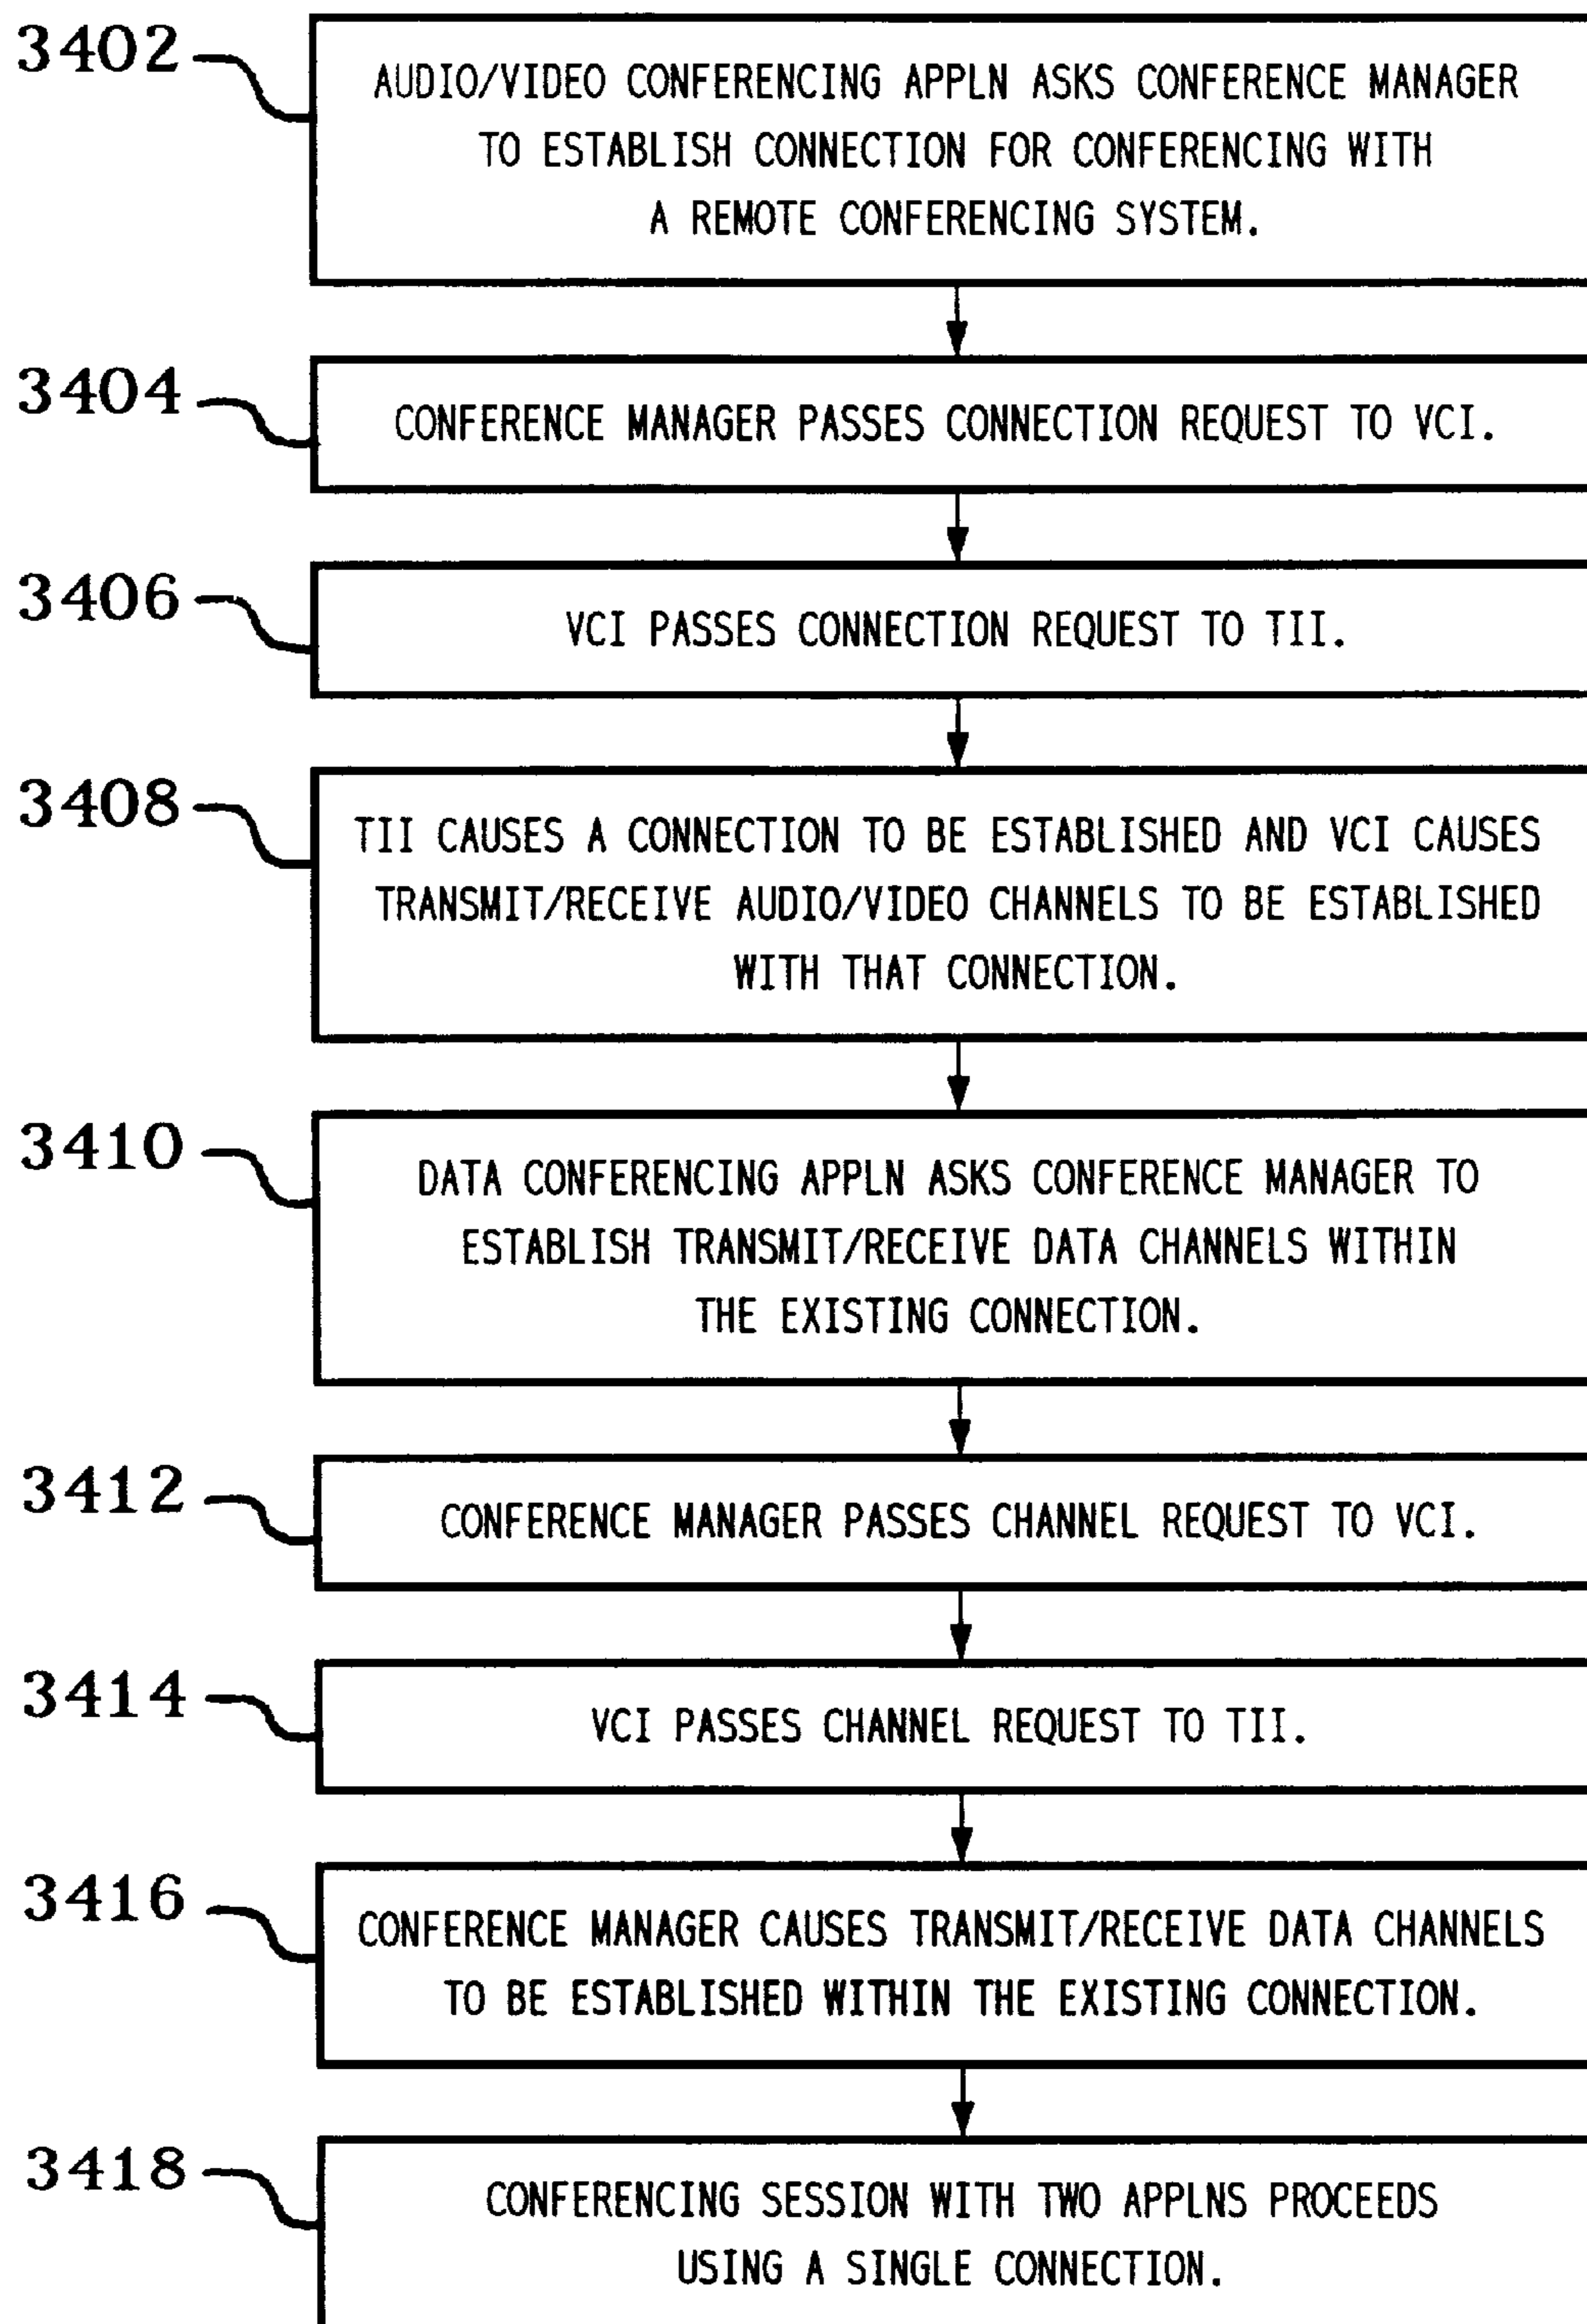 3402
AUDIO/VIDEO CONFERENCING APPLN ASKS CONFERENCE MANAGER
TO ESTABLISH CONNECTION FOR CONFERENCING WITH
A REMOTE CONFERENCING SYSTEM.
3404
CONFERENCE MANAGER PASSES CONNECTION REQUEST TO VCI.
3406
VCI PASSES CONNECTION REQUEST TO TII.
3408
TII CAUSES A CONNECTION TO BE ESTABLISHED AND VCI CAUSES
TRANSMIT/RECEIVE AUDIO/VIDEO CHANNELS TO BE ESTABLISHED
WITH THAT CONNECTION.
3410
DATA CONFERENCING APPLN ASKS CONFERENCE MANAGER TO
ESTABLISH TRANSMIT/RECEIVE DATA CHANNELS WITHIN
THE EXISTING CONNECTION.
3412
CONFERENCE MANAGER PASSES CHANNEL REQUEST TO VCI.
3414
VCI PASSES CHANNEL REQUEST TO TII.
3416
CONFERENCE MANAGER CAUSES TRANSMIT/RECEIVE DATA CHANNELS
TO BE ESTABLISHED WITHIN THE EXISTING CONNECTION.
3418
CONFERENCING SESSION WITH TWO APPLNS PROCEEDS
USING A SINGLE CONNECTION.